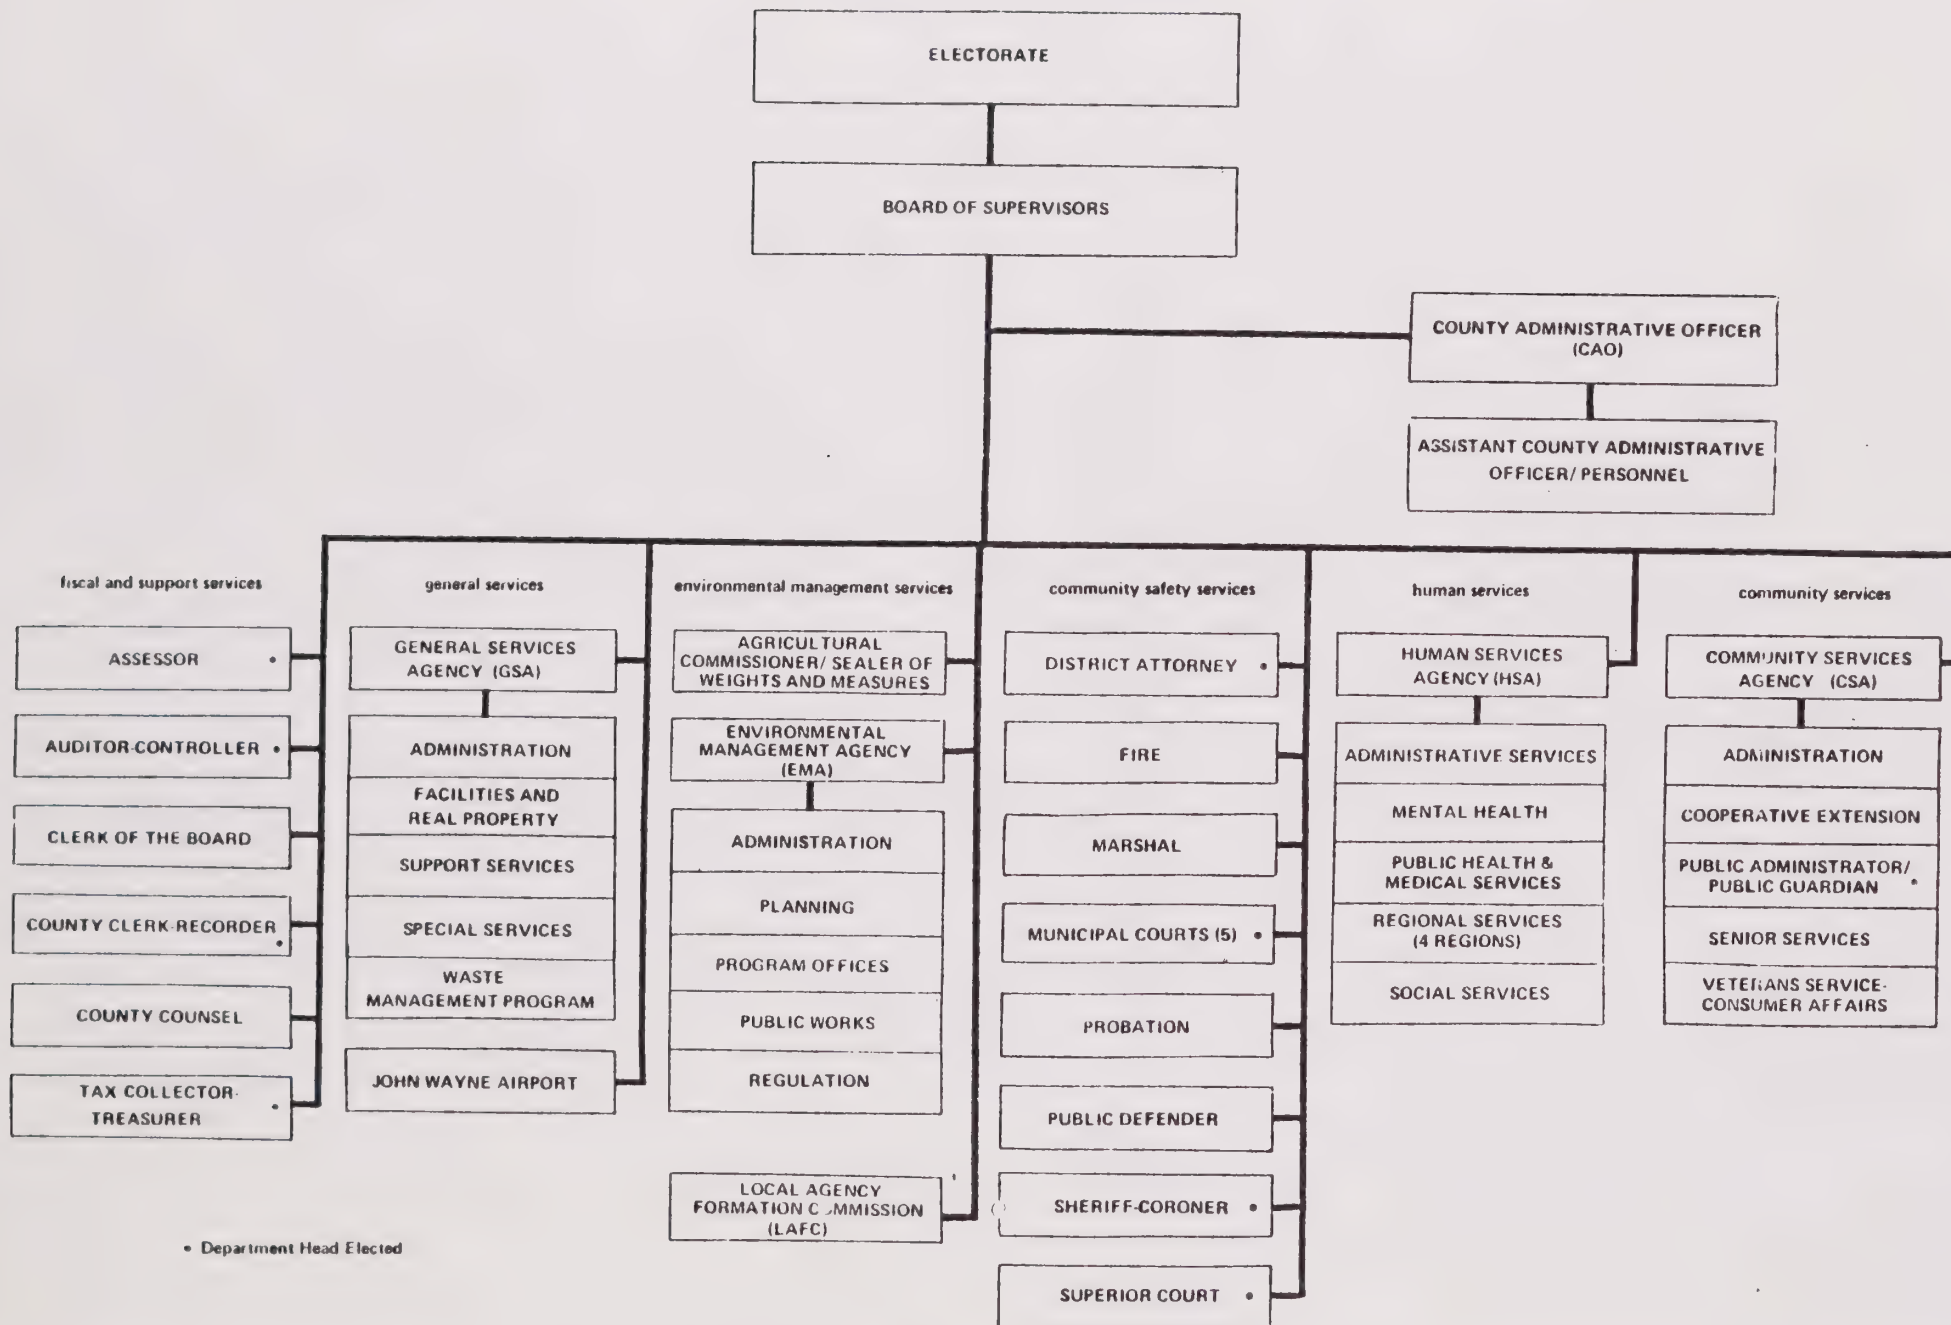 ELECTORATE
BOARD OF SUPERVISORS
COUNTY ADMINISTRATIVE OFFICER
(CAO)
ASSISTANT COUNTY ADMINISTRATIVE
OFFICER/ PERSONNEL
fiscal and support services
ASSESSOR •
AUDITOR-CONTROLLER •
CLERK OF THE BOARD
COUNTY CLERK-RECORDER •
COUNTY COUNSEL
TAX COLLECTOR-
TREASURER •
general services
GENERAL SERVICES
AGENCY (GSA)
ADMINISTRATION
FACILITIES AND
REAL PROPERTY
SUPPORT SERVICES
SPECIAL SERVICES
WASTE
MANAGEMENT PROGRAM
JOHN WAYNE AIRPORT
environmental management services
AGRICULTURAL
COMMISSIONER/ SEALER OF
WEIGHTS AND MEASURES
ENVIRONMENTAL
MANAGEMENT AGENCY
(EMA)
ADMINISTRATION
PLANNING
PROGRAM OFFICES
PUBLIC WORKS
REGULATION
LOCAL AGENCY
FORMATION COMMISSION
(LAFC)
community safety services
DISTRICT ATTORNEY •
FIRE
MARSHAL
MUNICIPAL COURTS (5) •
PROBATION
PUBLIC DEFENDER
SHERIFF-CORONER •
SUPERIOR COURT •
human services
HUMAN SERVICES
AGENCY (HSA)
ADMINISTRATIVE SERVICES
MENTAL HEALTH
PUBLIC HEALTH &
MEDICAL SERVICES
REGIONAL SERVICES
(4 REGIONS)
SOCIAL SERVICES
community services
COMMUNITY SERVICES
AGENCY (CSA)
ADMINISTRATION
COOPERATIVE EXTENSION
PUBLIC ADMINISTRATOR/
PUBLIC GUARDIAN •
SENIOR SERVICES
VETERANS SERVICE-
CONSUMER AFFAIRS
• Department Head Elected